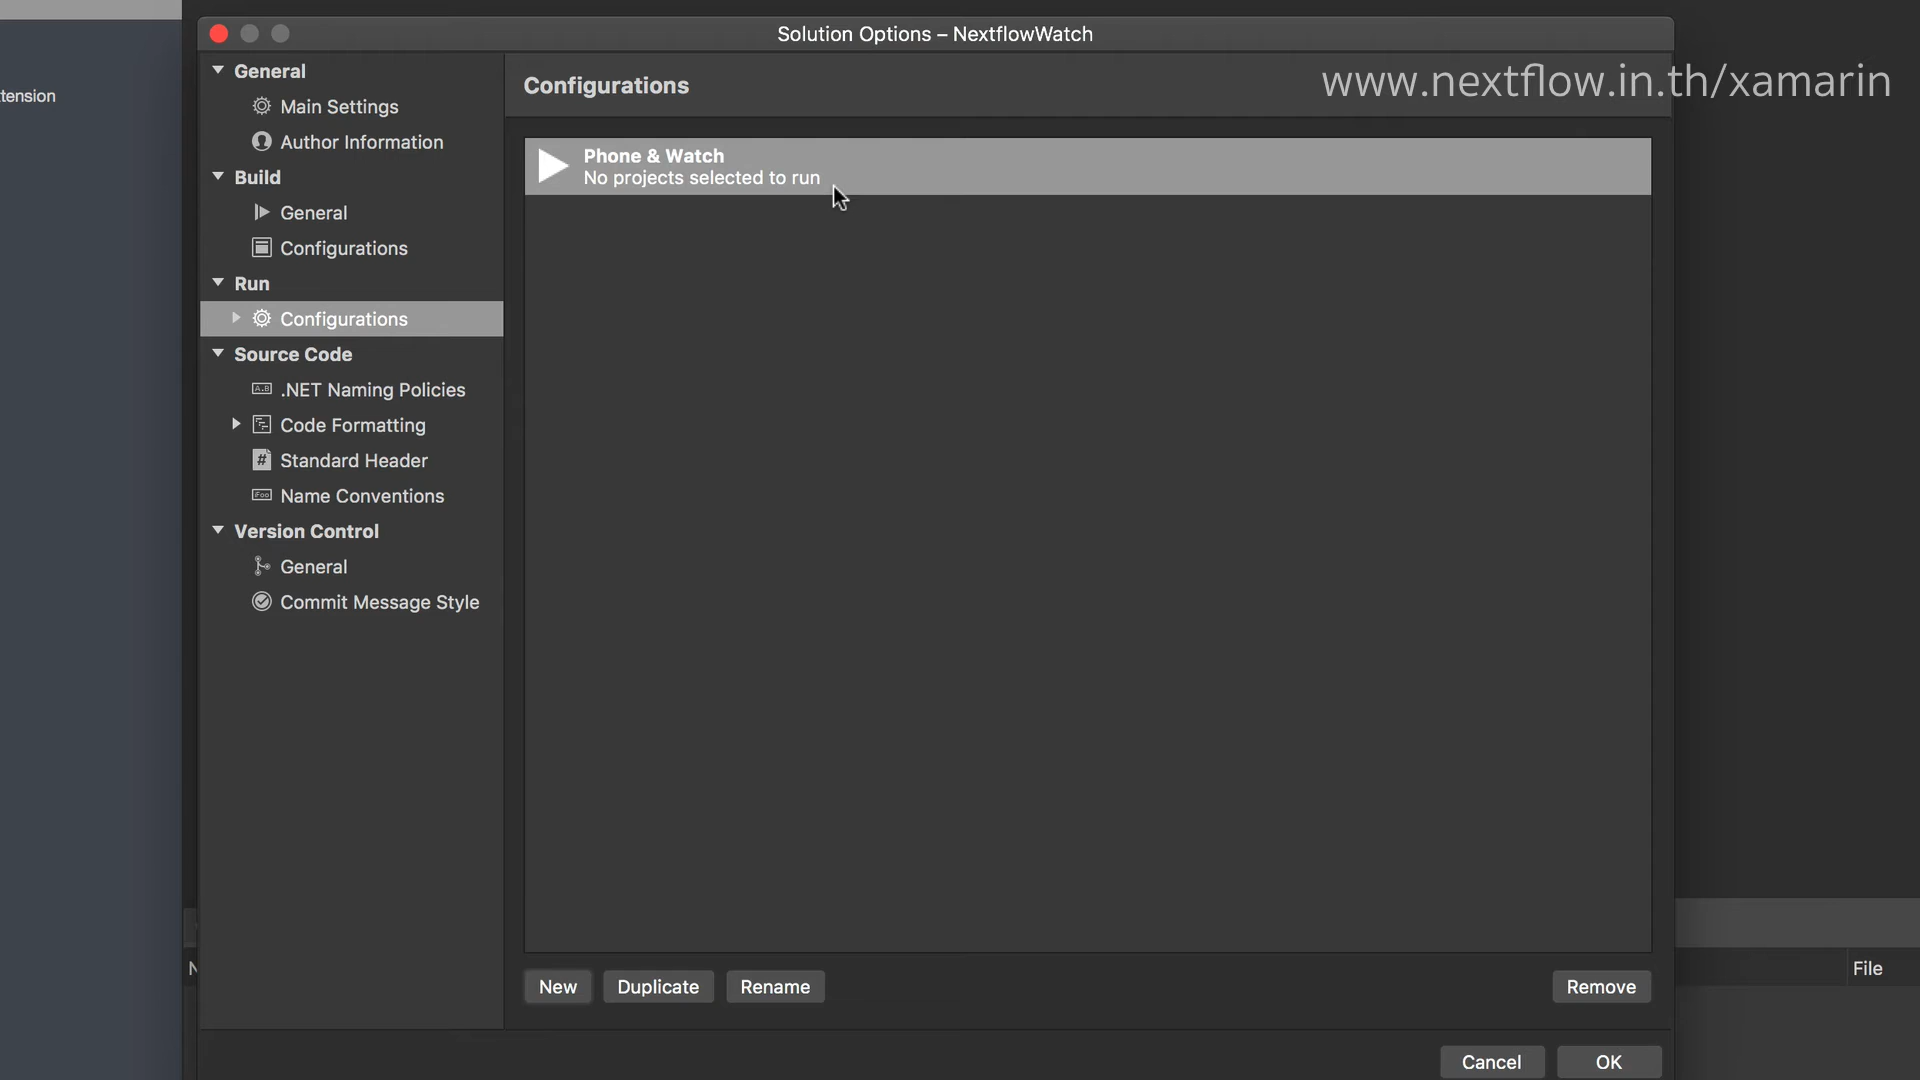 Solution Options – NextflowWatch
www.nextflow.in.th/xamarin
tension
General
Main Settings
Author Information
Build
General
Configurations
Run
Configurations
Source Code
.NET Naming Policies
Code Formatting
Standard Header
Name Conventions
Version Control
General
Commit Message Style
Configurations
Phone & Watch
No projects selected to run
New Duplicate Rename Remove
N File
Cancel OK